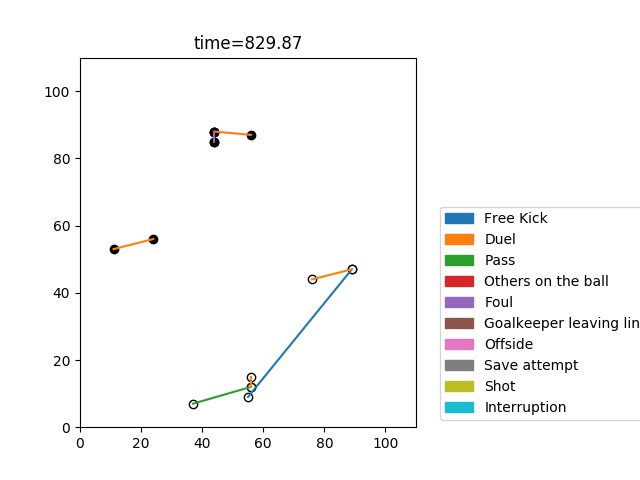 time=829.87
100
80
60
40
20
0
0 20 40 60 80 100
Free Kick
Duel
Pass
Others on the ball
Foul
Goalkeeper leaving lin
Offside
Save attempt
Shot
Interruption